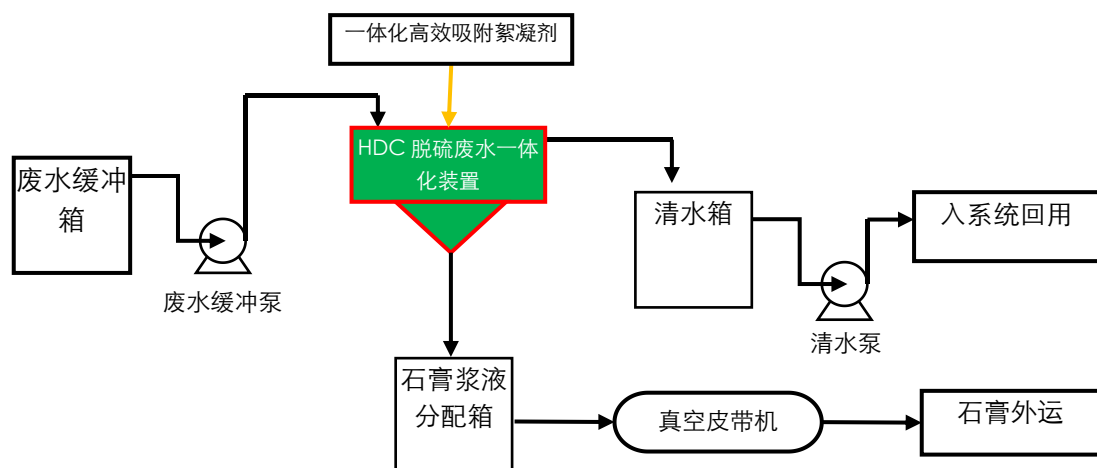 一体化高效吸附絮凝剂
HDC 脱硫废水一体
化装置
废水缓冲
箱
废水缓冲泵
清水箱
入系统回用
清水泵
石膏浆液
分配箱
真空皮带机
石膏外运